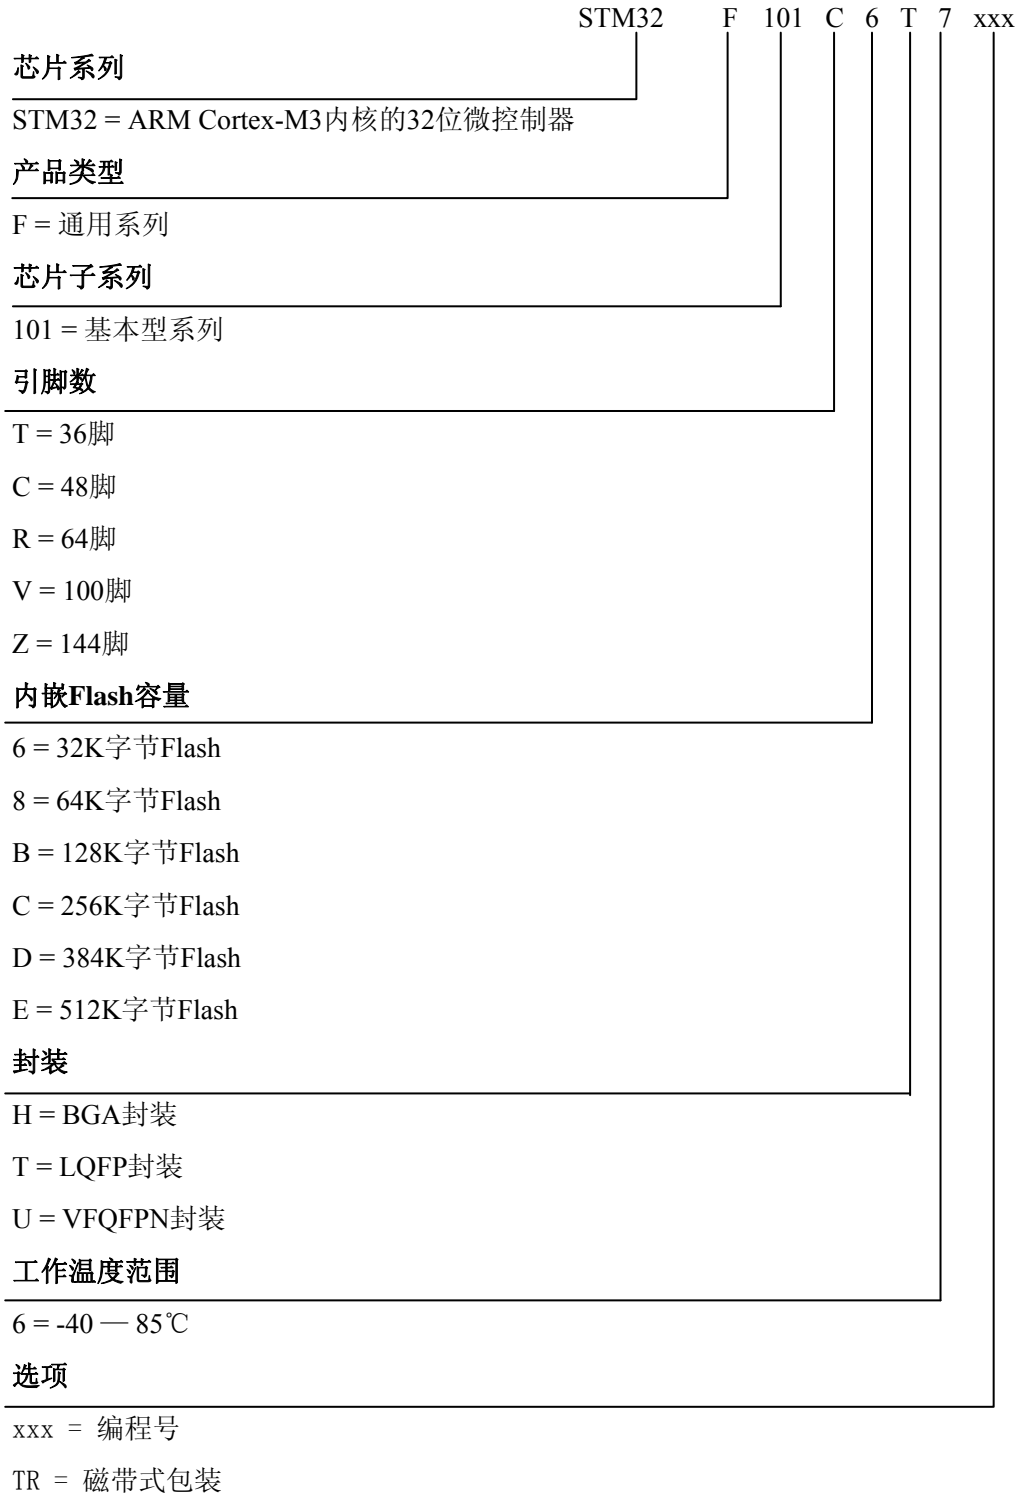 STM32 F 101 C 6 T 7 xxx
芯片系列
STM32 = ARM Cortex-M3内核的32位微控制器
产品类型
F = 通用系列
芯片子系列
101 = 基本型系列
引脚数
T = 36脚
C = 48脚
R = 64脚
V = 100脚
Z = 144脚
内嵌Flash容量
6 = 32K字节Flash
8 = 64K字节Flash
B = 128K字节Flash
C = 256K字节Flash
D = 384K字节Flash
E = 512K字节Flash
封装
H = BGA封装
T = LQFP封装
U = VFQFPN封装
工作温度范围
6 = -40 — 85℃
选项
xxx = 编程号
TR = 磁带式包装